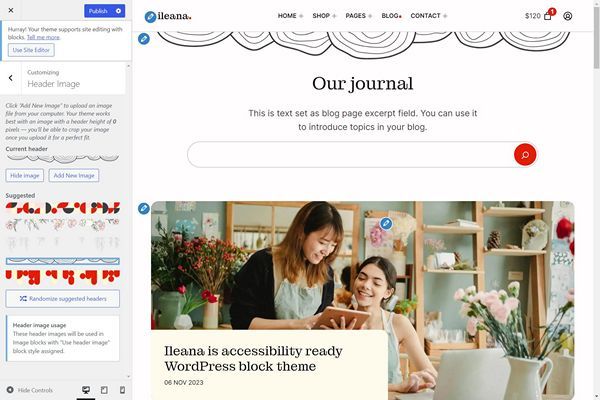 Publish
Hurray! Your theme supports site editing with
blocks. Tell me more.
Use Site Editor
Customizing
Header Image
Click "Add New Image" to upload an image
file from your computer. Your theme works
best with an image with a header height of 0
pixels — you'll be able to crop your image
once you upload it for a perfect fit.
Current header
Hide image
Add New Image
Suggested
Randomize suggested headers
Header image usage
These header images will be used in
Image blocks with "Use header image"
block style assigned.
Hide Controls
ileana.
HOME + SHOP + PAGES + BLOG CONTACT +
$120 1
Our journal
This is text set as blog page excerpt field. You can use it
to introduce topics in your blog.
Ileana is accessibility ready
WordPress block theme
06 NOV 2023